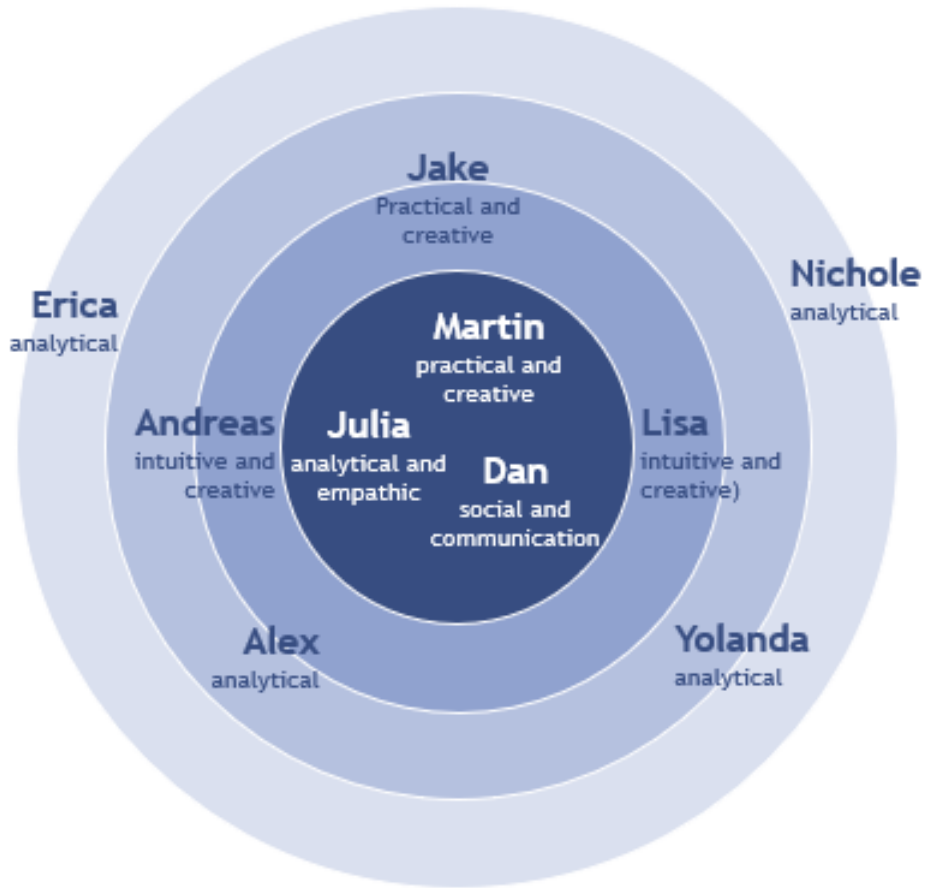 Jake
Practical and
creative
Nichole
analytical
Erica
analytical
Martin
practical and
creative
Andreas
intuitive and
creative
Julia
analytical and
empathic
Dan
social and
communication
Lisa
intuitive and
creative)
Alex
analytical
Yolanda
analytical